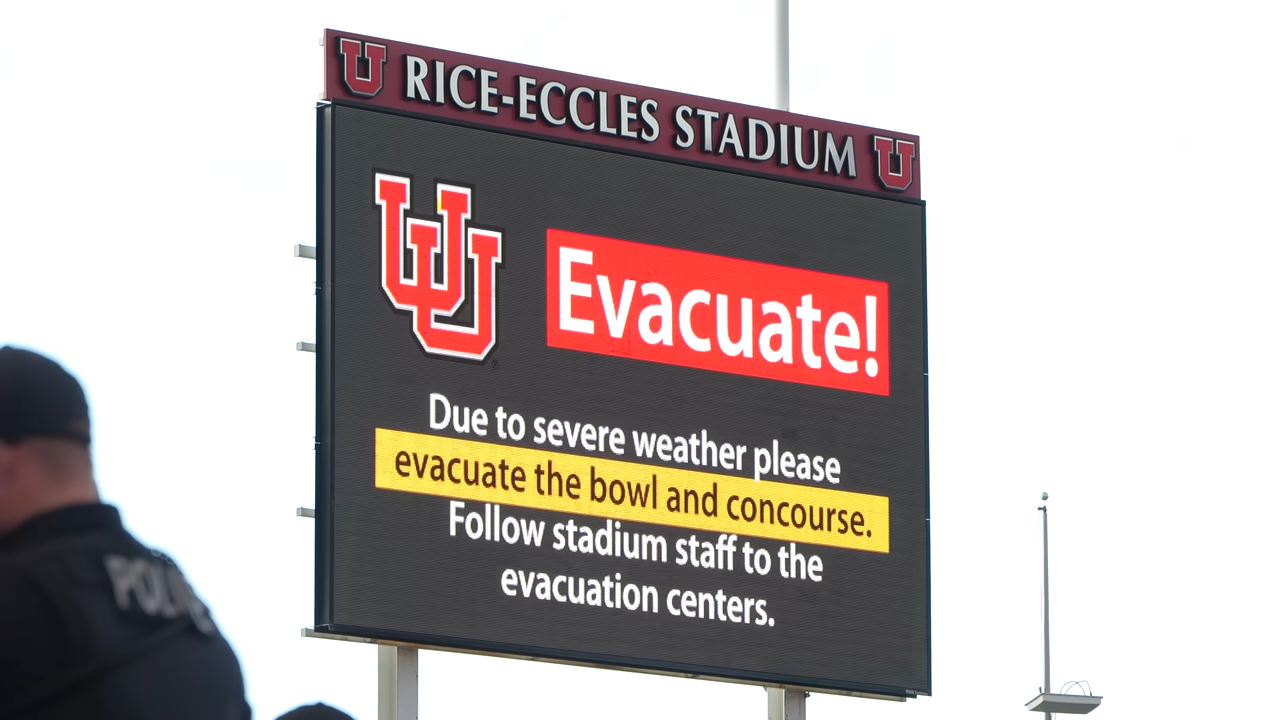 U RICE-ECCLES STADIUM U
UU
Evacuate!
Due to severe weather please
evacuate the bowl and concourse.
Follow stadium staff to the
evacuation centers.
POLICE